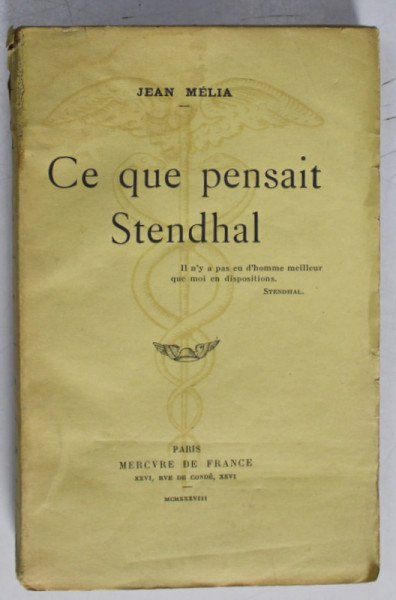 JEAN MÉLIA
Ce que pensait
Stendhal
Il n'y a pas eu d'homme meilleur
que moi en dispositions.
STENDHAL.
PARIS
MERCVRE DE FRANCE
XXVI, RVE DE CONDÉ, XXVI
MCMXXXVIII